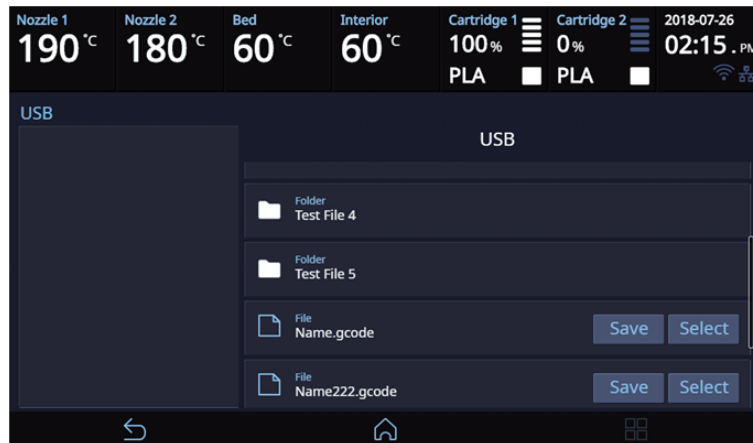 Nozzle 1
190 °C
Nozzle 2
180 °C
Bed
60 °C
Interior
60 °C
Cartridge 1
100 %
PLA
Cartridge 2
0 %
PLA
2018-07-26
02:15 . PM
USB
USB
Folder
Test File 4
Folder
Test File 5
File
Name.gcode
Save
Select
File
Name222.gcode
Save
Select